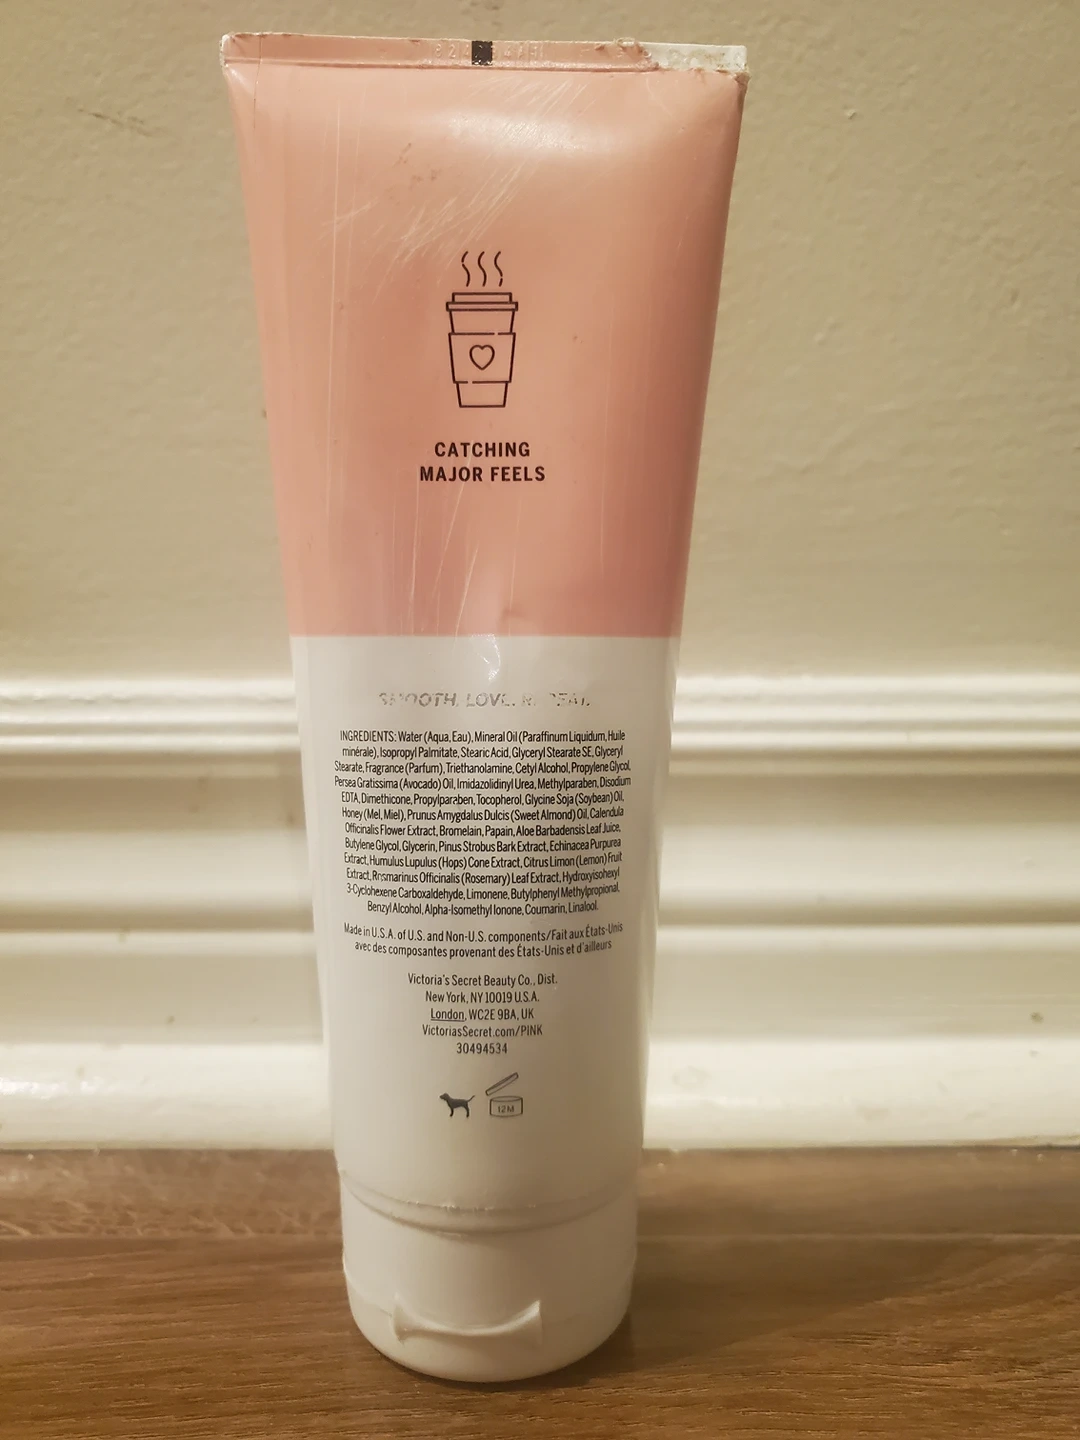 CATCHING
MAJOR FEELS
SMOOTH. LOVE. REPEAT.
INGREDIENTS: Water (Aqua, Eau), Mineral Oil (Paraffinum Liquidum, Huile
minérale), Isopropyl Palmitate, Stearic Acid, Glyceryl Stearate SE, Glyceryl
Stearate, Fragrance (Parfum), Triethanolamine, Cetyl Alcohol, Propylene Glycol,
Persea Gratissima (Avocado) Oil, Imidazolidinyl Urea, Methylparaben, Disodium
EDTA, Dimethicone, Propylparaben, Tocopherol, Glycine Soja (Soybean) Oil,
Honey (Mel, Miel), Prunus Amygdalus Dulcis (Sweet Almond) Oil, Calendula
Officinalis Flower Extract, Bromelain, Papain, Aloe Barbadensis Leaf Juice,
Butylene Glycol, Glycerin, Pinus Strobus Bark Extract, Echinacea Purpurea
Extract, Humulus Lupulus (Hops) Cone Extract, Citrus Limon (Lemon) Fruit
Extract, Rosmarinus Officinalis (Rosemary) Leaf Extract, Hydroxyisohexyl
3-Cyclohexene Carboxaldehyde, Limonene, Butylphenyl Methylpropional,
Benzyl Alcohol, Alpha-Isomethyl Ionone, Coumarin, Linalool.
Made in U.S.A. of U.S. and Non-U.S. components/Fait aux États-Unis
avec des composantes provenant des États-Unis et d'ailleurs
Victoria's Secret Beauty Co., Dist.
New York, NY 10019 U.S.A.
London, WC2E 9BA, UK
VictoriasSecret.com/PINK
30494534
12M